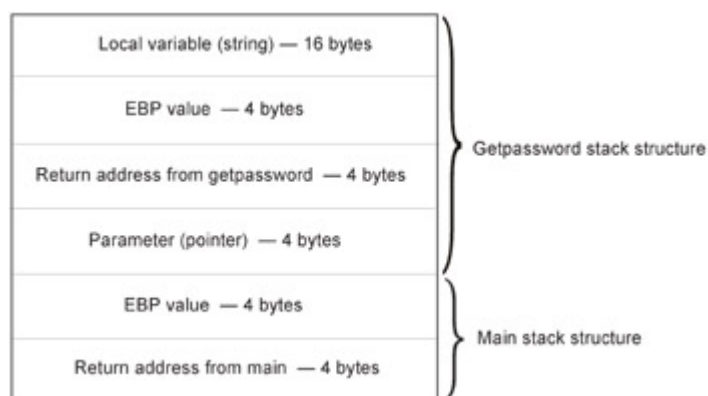 Local variable (string) — 16 bytes
EBP value — 4 bytes
Return address from getpassword — 4 bytes
Parameter (pointer) — 4 bytes
Getpassword stack structure
EBP value — 4 bytes
Return address from main — 4 bytes
Main stack structure